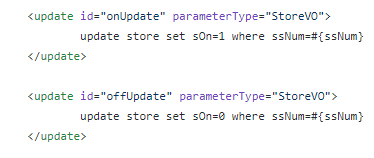 <update id="onUpdate" parameterType="StoreVO">
update store set sOn=1 where ssNum=#{ssNum}
</update>
<update id="offUpdate" parameterType="StoreVO">
update store set sOn=0 where ssNum=#{ssNum}
</update>